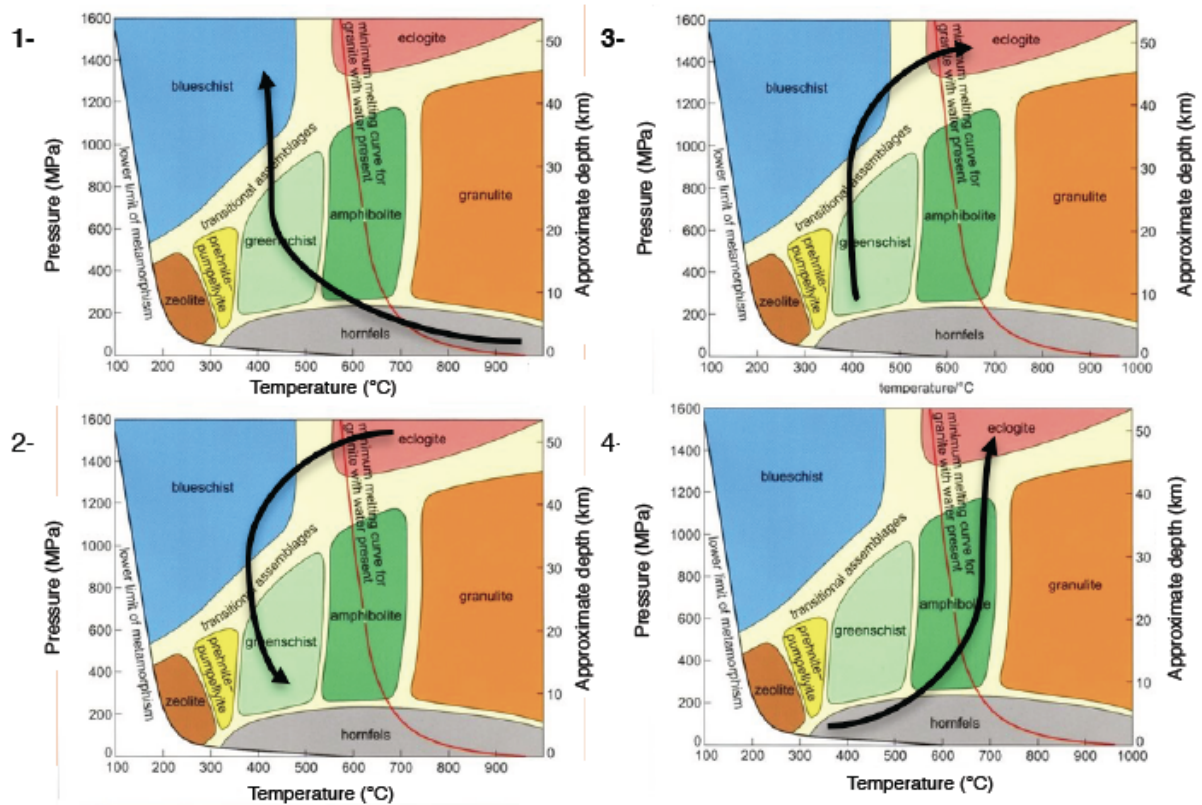 1-
1600
1400
1200
1000
800
600
400
200
0
Pressure (MPa)
100 200 300 400 500 600 700 800 900
Temperature (°C)
50
40
30
20
10
0
Approximate depth (km)
blueschist
eclogite
minimum melting curve for
granite with water present
lower limit of metamorphism
transitional assemblages
greenschist
amphibolite
granulite
prehnite-
pumpellyite
zeolite
hornfels
3-
1600
1400
1200
1000
800
600
400
200
0
Pressure (MPa)
100 200 300 400 500 600 700 800 900 1000
temperature/°C
50
40
30
20
10
0
Approximate depth (km)
blueschist
eclogite
minimum melting curve for
granite with water present
lower limit of metamorphism
transitional assemblages
greenschist
amphibolite
granulite
prehnite-
pumpellyite
zeolite
hornfels
2-
1600
1400
1200
1000
800
600
400
200
0
Pressure (MPa)
100 200 300 400 500 600 700 800 900
Temperature (°C)
50
40
30
20
10
0
Approximate depth (km)
blueschist
eclogite
minimum melting curve for
granite with water present
lower limit of metamorphism
transitional assemblages
greenschist
amphibolite
granulite
prehnite-
pumpellyite
zeolite
hornfels
4-
1600
1400
1200
1000
800
600
400
200
0
Pressure (MPa)
100 200 300 400 500 600 700 800 900 1000
Temperature (°C)
50
40
30
20
10
0
Approximate depth (km)
blueschist
eclogite
minimum melting curve for
granite with water present
lower limit of metamorphism
transitional assemblages
greenschist
amphibolite
granulite
prehnite-
pumpellyite
zeolite
hornfels